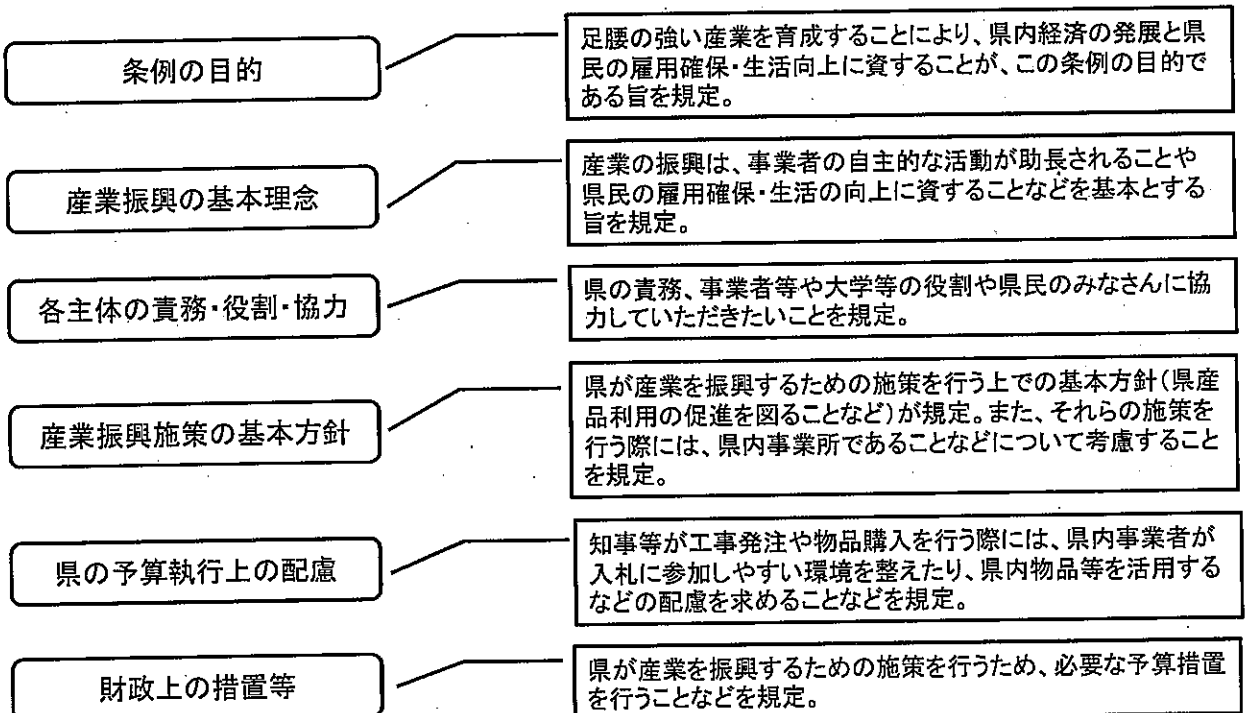 条例の目的
足腰の強い産業を育成することにより、県内経済の発展と県
民の雇用確保・生活向上に資することが、この条例の目的で
ある旨を規定。
産業振興の基本理念
産業の振興は、事業者の自主的な活動が助長されることや
県民の雇用確保・生活の向上に資することなどを基本とする
旨を規定。
各主体の責務・役割・協力
県の責務、事業者等や大学等の役割や県民のみなさんに協
力していただきたいことを規定。
産業振興施策の基本方針
県が産業を振興するための施策を行う上での基本方針(県産
品利用の促進を図ることなど)が規定。また、それらの施策を
行う際には、県内事業所であることなどについて考慮すること
を規定。
県の予算執行上の配慮
知事等が工事発注や物品購入を行う際には、県内事業者が
入札に参加しやすい環境を整えたり、県内物品等を活用する
などの配慮を求めることなどを規定。
財政上の措置等
県が産業を振興するための施策を行うため、必要な予算措置
を行うことなどを規定。